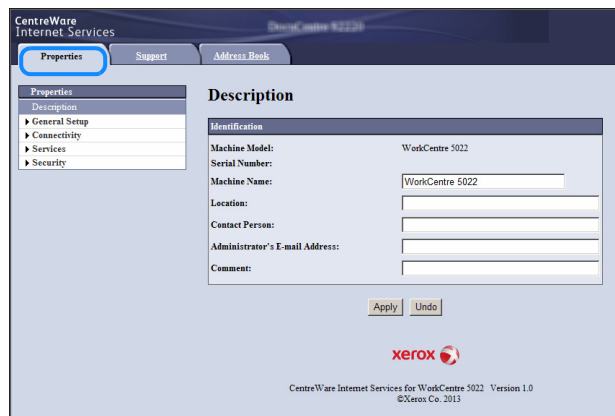 CentreWare
Internet Services
Properties
Support
Address Book
Properties
Description
General Setup
Connectivity
Services
Security
Description
Identification
Machine Model: WorkCentre 5022
Serial Number:
Machine Name: WorkCentre 5022
Location:
Contact Person:
Administrator's E-mail Address:
Comment:
Apply Undo
xerox
CentreWare Internet Services for WorkCentre 5022 Version 1.0
©Xerox Co. 2013